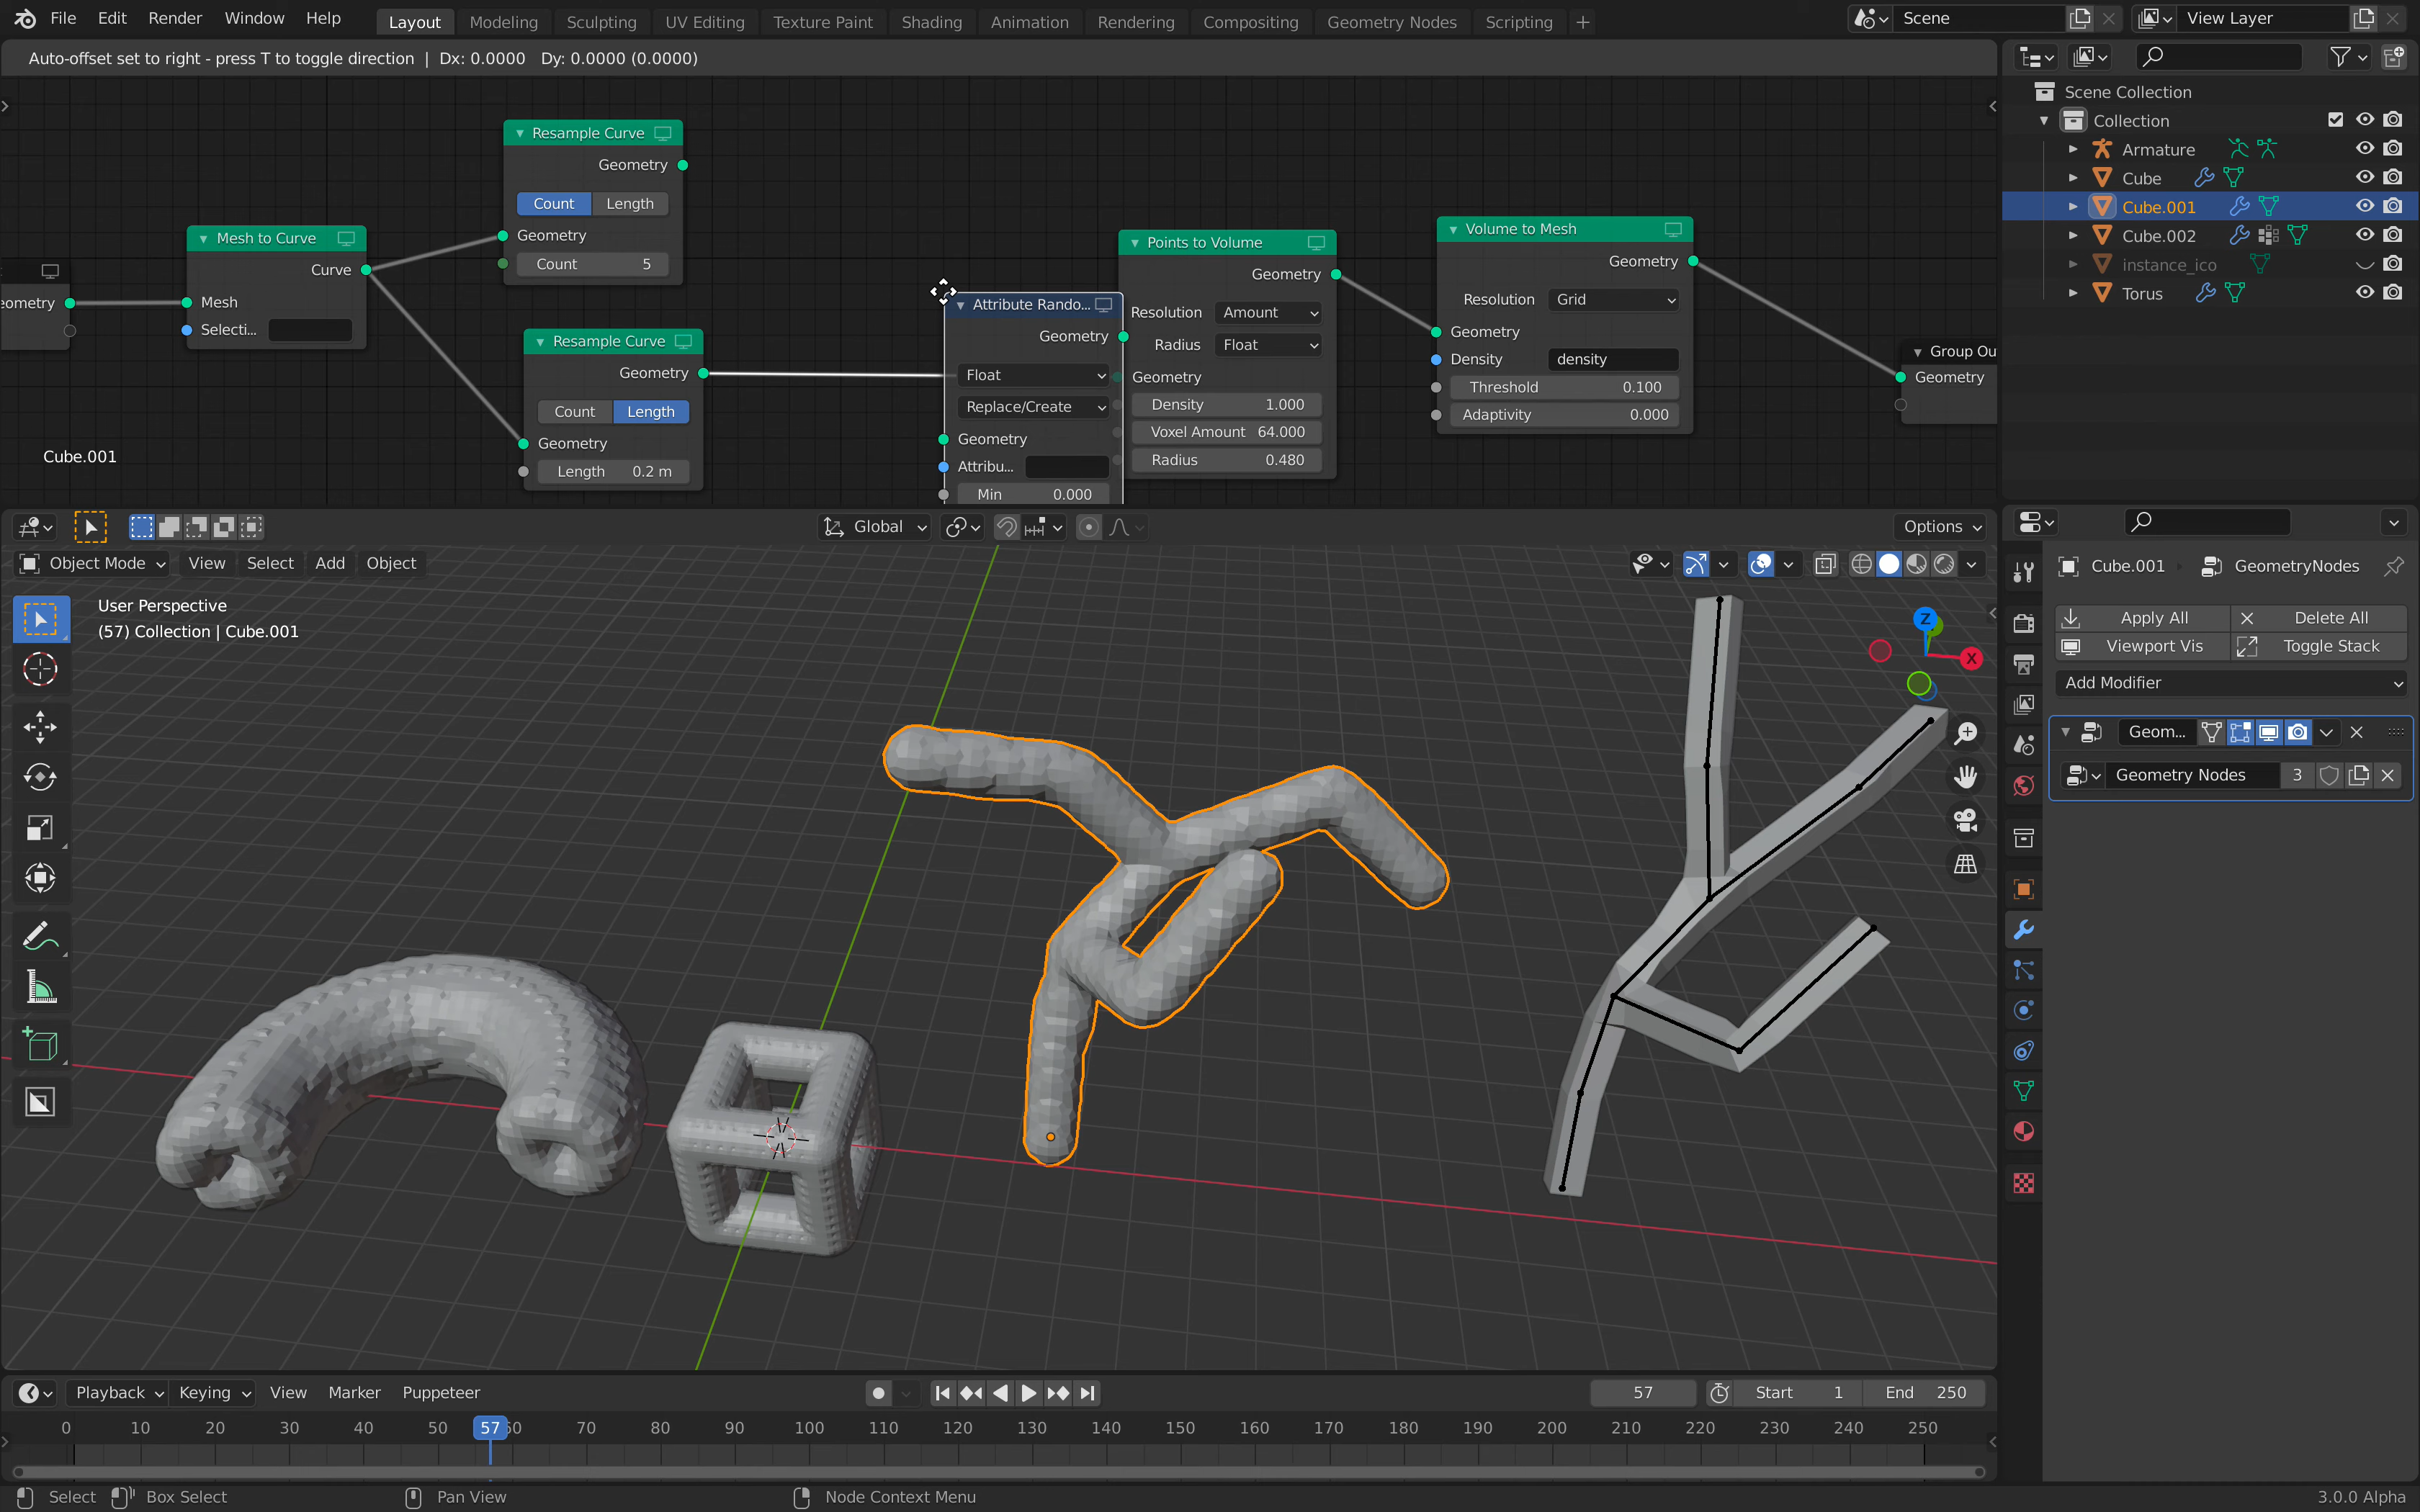 File Edit Render Window Help Layout Modeling Sculpting UV Editing Texture Paint Shading Animation Rendering Compositing Geometry Nodes Scripting + Scene View Layer
Auto-offset set to right - press T to toggle direction | Dx: 0.0000 Dy: 0.0000 (0.0000)
eometry
Mesh to Curve
Curve
Mesh
Selecti...
Resample Curve
Geometry
Count Length
Geometry
Count 5
Resample Curve
Geometry
Count Length
Geometry
Length 0.2 m
Attribute Rando...
Geometry
Float
Replace/Create
Geometry
Attribu...
Min 0.000
Points to Volume
Geometry
Resolution Amount
Radius Float
Geometry
Density 1.000
Voxel Amount 64.000
Radius 0.480
Volume to Mesh
Geometry
Resolution Grid
Geometry
Density density
Threshold 0.100
Adaptivity 0.000
Group Ou
Geometry
Cube.001
Scene Collection
Collection
Armature
Cube
Cube.001
Cube.002
instance_ico
Torus
Global Options
Object Mode View Select Add Object
User Perspective
(57) Collection | Cube.001
Z
X
Cube.001 GeometryNodes
Apply All Delete All
Viewport Vis Toggle Stack
Add Modifier
Geom...
Geometry Nodes 3
Playback Keying View Marker Puppeteer 57 Start 1 End 250
0 10 20 30 40 50 57 60 70 80 90 100 110 120 130 140 150 160 170 180 190 200 210 220 230 240 250
Select Box Select Pan View Node Context Menu 3.0.0 Alpha